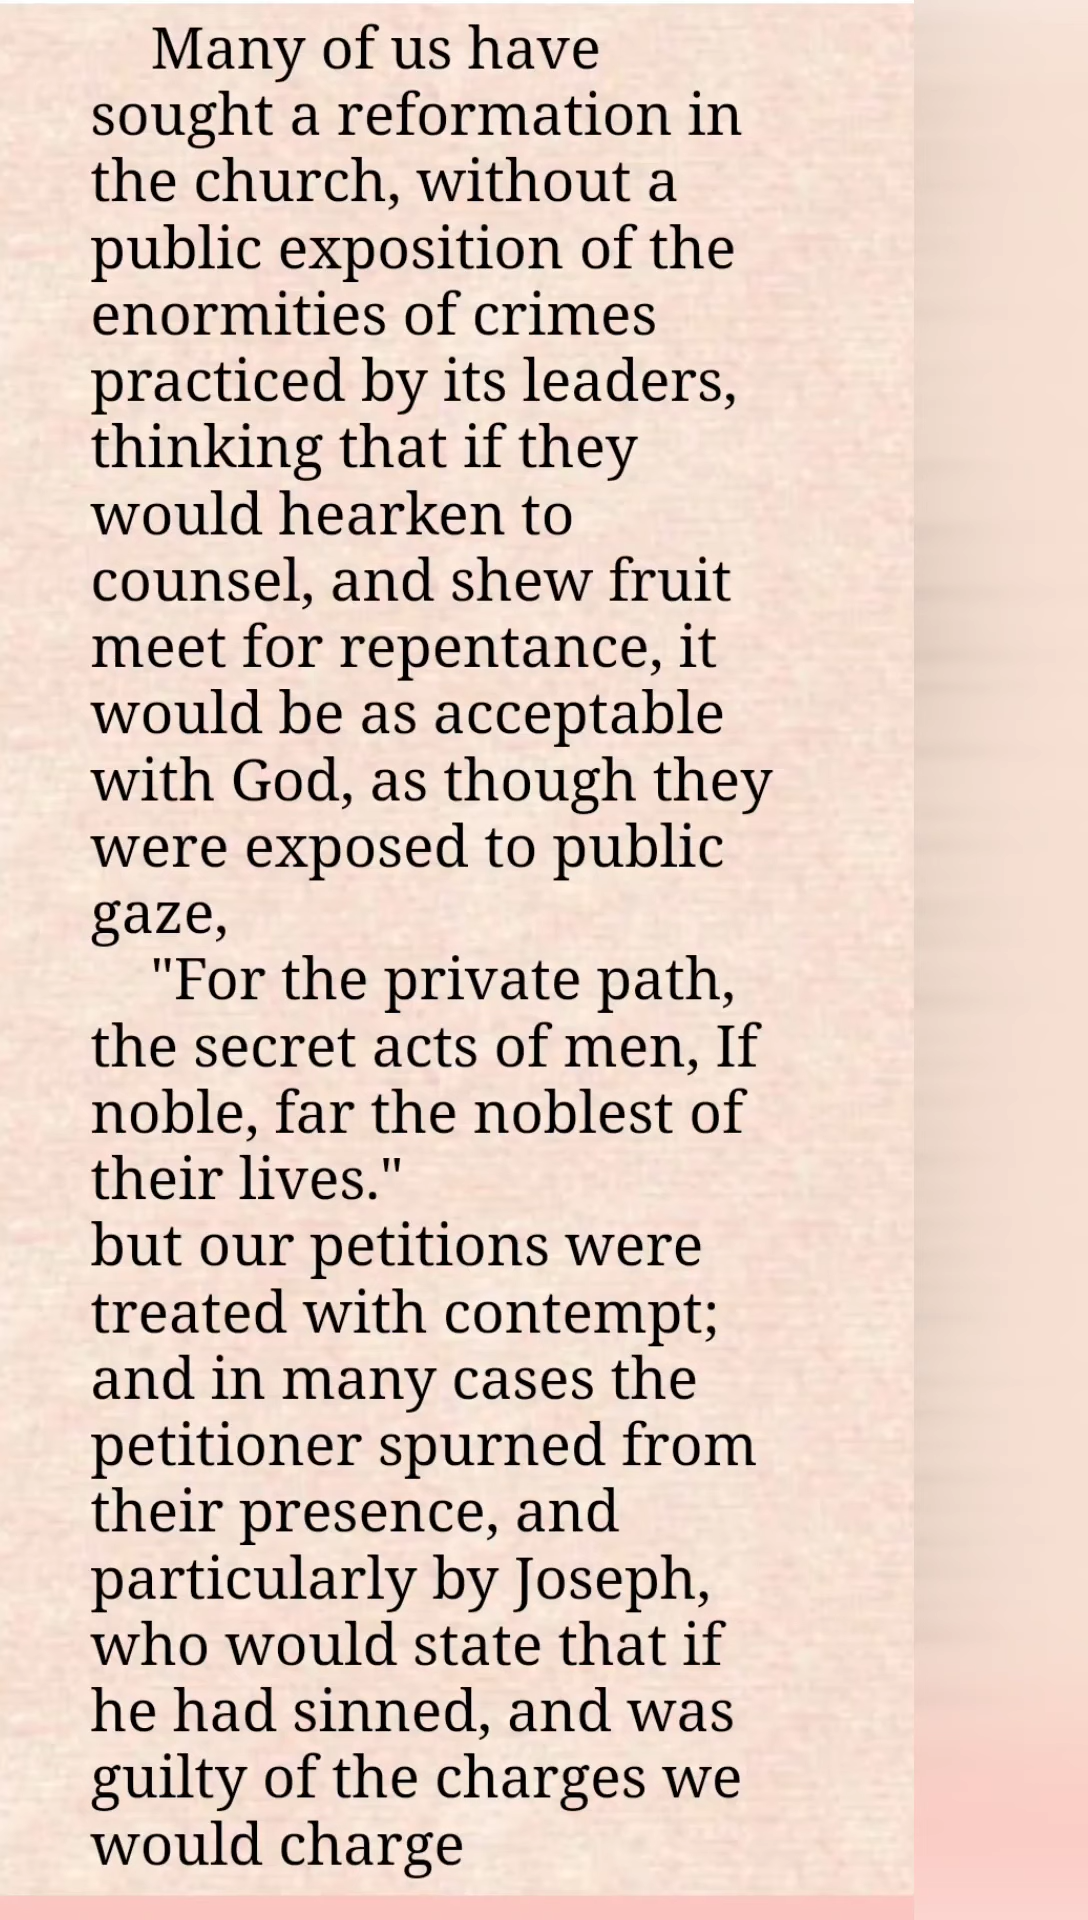 Many of us have
sought a reformation in
the church, without a
public exposition of the
enormities of crimes
practiced by its leaders,
thinking that if they
would hearken to
counsel, and shew fruit
meet for repentance, it
would be as acceptable
with God, as though they
were exposed to public
gaze,
"For the private path,
the secret acts of men, If
noble, far the noblest of
their lives."
but our petitions were
treated with contempt;
and in many cases the
petitioner spurned from
their presence, and
particularly by Joseph,
who would state that if
he had sinned, and was
guilty of the charges we
would charge